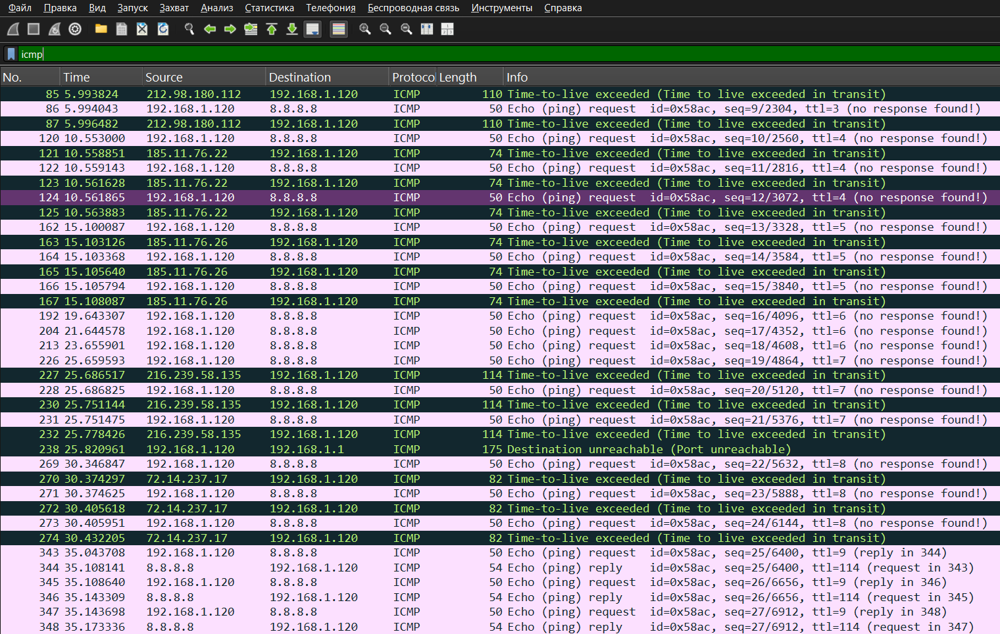 Файл Правка Вид Запуск Захват Анализ Статистика Телефония Беспроводная связь Инструменты Справка
icmp
No. Time Source Destination Protocol Length Info
85 5.993824 212.98.180.112 192.168.1.120 ICMP 110 Time-to-live exceeded (Time to live exceeded in transit)
86 5.994043 192.168.1.120 8.8.8.8 ICMP 50 Echo (ping) request id=0x58ac, seq=9/2304, ttl=3 (no response found!)
87 5.996482 212.98.180.112 192.168.1.120 ICMP 110 Time-to-live exceeded (Time to live exceeded in transit)
120 10.553000 192.168.1.120 8.8.8.8 ICMP 50 Echo (ping) request id=0x58ac, seq=10/2560, ttl=4 (no response found!)
121 10.558851 185.11.76.22 192.168.1.120 ICMP 74 Time-to-live exceeded (Time to live exceeded in transit)
122 10.559143 192.168.1.120 8.8.8.8 ICMP 50 Echo (ping) request id=0x58ac, seq=11/2816, ttl=4 (no response found!)
123 10.561628 185.11.76.22 192.168.1.120 ICMP 74 Time-to-live exceeded (Time to live exceeded in transit)
124 10.561865 192.168.1.120 8.8.8.8 ICMP 50 Echo (ping) request id=0x58ac, seq=12/3072, ttl=4 (no response found!)
125 10.563883 185.11.76.22 192.168.1.120 ICMP 74 Time-to-live exceeded (Time to live exceeded in transit)
162 15.100087 192.168.1.120 8.8.8.8 ICMP 50 Echo (ping) request id=0x58ac, seq=13/3328, ttl=5 (no response found!)
163 15.103126 185.11.76.26 192.168.1.120 ICMP 74 Time-to-live exceeded (Time to live exceeded in transit)
164 15.103368 192.168.1.120 8.8.8.8 ICMP 50 Echo (ping) request id=0x58ac, seq=14/3584, ttl=5 (no response found!)
165 15.105640 185.11.76.26 192.168.1.120 ICMP 74 Time-to-live exceeded (Time to live exceeded in transit)
166 15.105794 192.168.1.120 8.8.8.8 ICMP 50 Echo (ping) request id=0x58ac, seq=15/3840, ttl=5 (no response found!)
167 15.108087 185.11.76.26 192.168.1.120 ICMP 74 Time-to-live exceeded (Time to live exceeded in transit)
192 19.643307 192.168.1.120 8.8.8.8 ICMP 50 Echo (ping) request id=0x58ac, seq=16/4096, ttl=6 (no response found!)
204 21.644578 192.168.1.120 8.8.8.8 ICMP 50 Echo (ping) request id=0x58ac, seq=17/4352, ttl=6 (no response found!)
213 23.655901 192.168.1.120 8.8.8.8 ICMP 50 Echo (ping) request id=0x58ac, seq=18/4608, ttl=6 (no response found!)
226 25.659593 192.168.1.120 8.8.8.8 ICMP 50 Echo (ping) request id=0x58ac, seq=19/4864, ttl=7 (no response found!)
227 25.686517 216.239.58.135 192.168.1.120 ICMP 114 Time-to-live exceeded (Time to live exceeded in transit)
228 25.686825 192.168.1.120 8.8.8.8 ICMP 50 Echo (ping) request id=0x58ac, seq=20/5120, ttl=7 (no response found!)
230 25.751144 216.239.58.135 192.168.1.120 ICMP 114 Time-to-live exceeded (Time to live exceeded in transit)
231 25.751475 192.168.1.120 8.8.8.8 ICMP 50 Echo (ping) request id=0x58ac, seq=21/5376, ttl=7 (no response found!)
232 25.778426 216.239.58.135 192.168.1.120 ICMP 114 Time-to-live exceeded (Time to live exceeded in transit)
238 25.820961 192.168.1.120 192.168.1.1 ICMP 175 Destination unreachable (Port unreachable)
269 30.346847 192.168.1.120 8.8.8.8 ICMP 50 Echo (ping) request id=0x58ac, seq=22/5632, ttl=8 (no response found!)
270 30.374297 72.14.237.17 192.168.1.120 ICMP 82 Time-to-live exceeded (Time to live exceeded in transit)
271 30.374625 192.168.1.120 8.8.8.8 ICMP 50 Echo (ping) request id=0x58ac, seq=23/5888, ttl=8 (no response found!)
272 30.405618 72.14.237.17 192.168.1.120 ICMP 82 Time-to-live exceeded (Time to live exceeded in transit)
273 30.405951 192.168.1.120 8.8.8.8 ICMP 50 Echo (ping) request id=0x58ac, seq=24/6144, ttl=8 (no response found!)
274 30.432205 72.14.237.17 192.168.1.120 ICMP 82 Time-to-live exceeded (Time to live exceeded in transit)
343 35.043708 192.168.1.120 8.8.8.8 ICMP 50 Echo (ping) request id=0x58ac, seq=25/6400, ttl=9 (reply in 344)
344 35.108141 8.8.8.8 192.168.1.120 ICMP 54 Echo (ping) reply id=0x58ac, seq=25/6400, ttl=114 (request in 343)
345 35.108640 192.168.1.120 8.8.8.8 ICMP 50 Echo (ping) request id=0x58ac, seq=26/6656, ttl=9 (reply in 346)
346 35.143309 8.8.8.8 192.168.1.120 ICMP 54 Echo (ping) reply id=0x58ac, seq=26/6656, ttl=114 (request in 345)
347 35.143698 192.168.1.120 8.8.8.8 ICMP 50 Echo (ping) request id=0x58ac, seq=27/6912, ttl=9 (reply in 348)
348 35.173336 8.8.8.8 192.168.1.120 ICMP 54 Echo (ping) reply id=0x58ac, seq=27/6912, ttl=114 (request in 347)